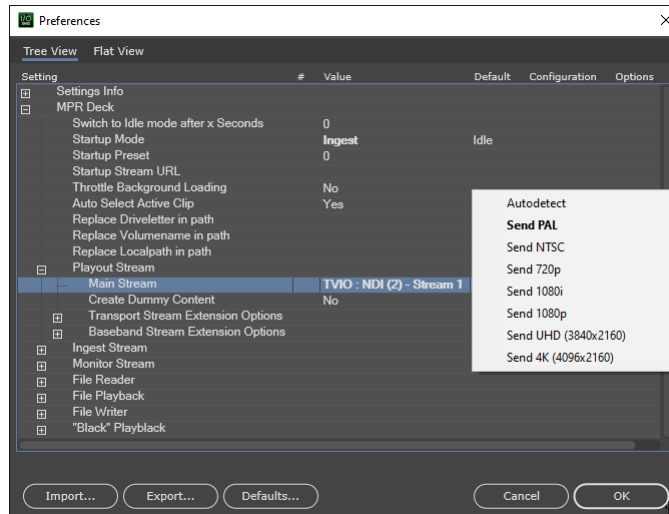 Preferences
Tree View Flat View
Setting # Value Default Configuration Options
Settings Info
MPR Deck
Switch to Idle mode after x Seconds 0
Startup Mode Ingest Idle
Startup Preset 0
Startup Stream URL
Throttle Background Loading No
Auto Select Active Clip Yes
Replace Driveletter in path
Replace Volumename in path
Replace Localpath in path
Playout Stream
Main Stream TVIO : NDI (2) - Stream 1
Create Dummy Content No
Transport Stream Extension Options
Baseband Stream Extension Options
Ingest Stream
Monitor Stream
File Reader
File Playback
File Writer
"Black" Playblack
Autodetect
Send PAL
Send NTSC
Send 720p
Send 1080i
Send 1080p
Send UHD (3840x2160)
Send 4K (4096x2160)
Import... Export... Defaults... Cancel OK